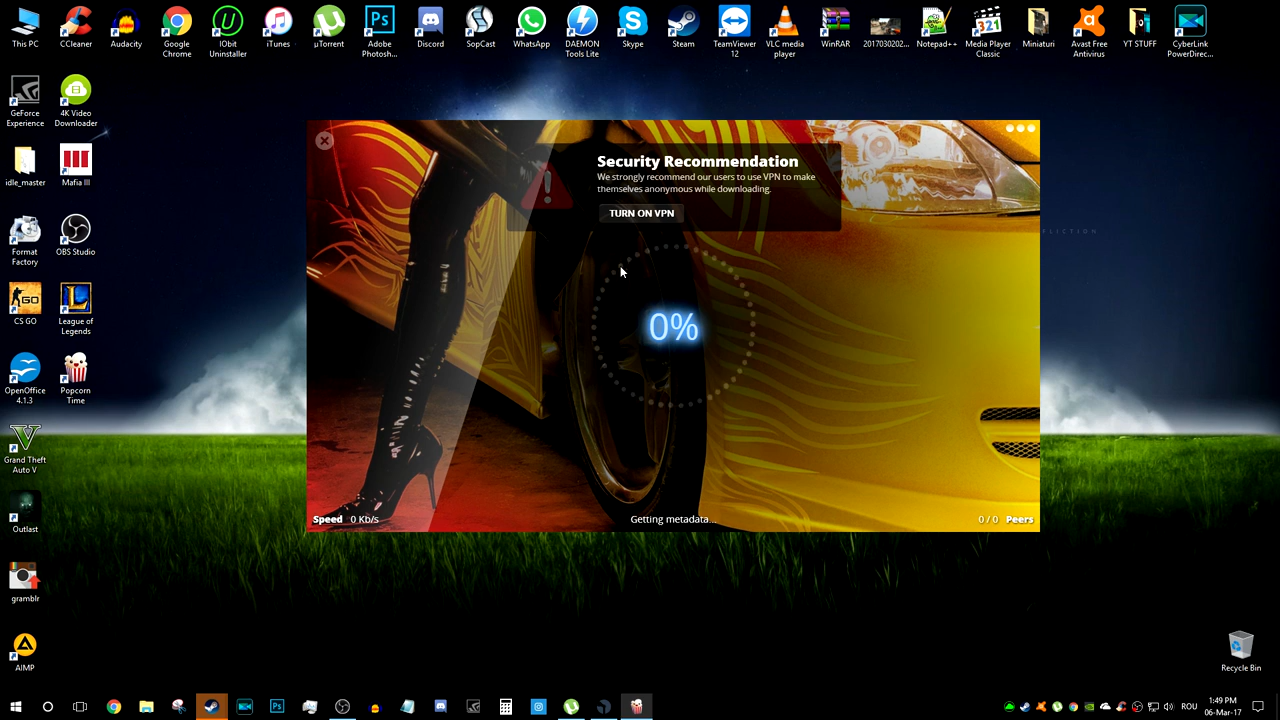 This PC
CCleaner
Audacity
Google
Chrome
IObit
Uninstaller
iTunes
µTorrent
Adobe
Photosh...
Discord
SopCast
WhatsApp
DAEMON
Tools Lite
Skype
Steam
TeamViewer
12
VLC media
player
WinRAR
2017030202...
Notepad++
Media Player
Classic
Miniaturi
Avast Free
Antivirus
YT STUFF
CyberLink
PowerDirec...
GeForce
Experience
4K Video
Downloader
idle_master
Mafia III
Format
Factory
OBS Studio
CS GO
League of
Legends
OpenOffice
4.1.3
Popcorn
Time
Grand Theft
Auto V
Outlast
gramblr
AIMP
Security Recommendation
We strongly recommend our users to use VPN to make
themselves anonymous while downloading.
TURN ON VPN
PLICTION
0%
Speed 0 Kb/s
Getting metadata...
0 / 0 Peers
Recycle Bin
ROU
1:49 PM
06-Mar-17